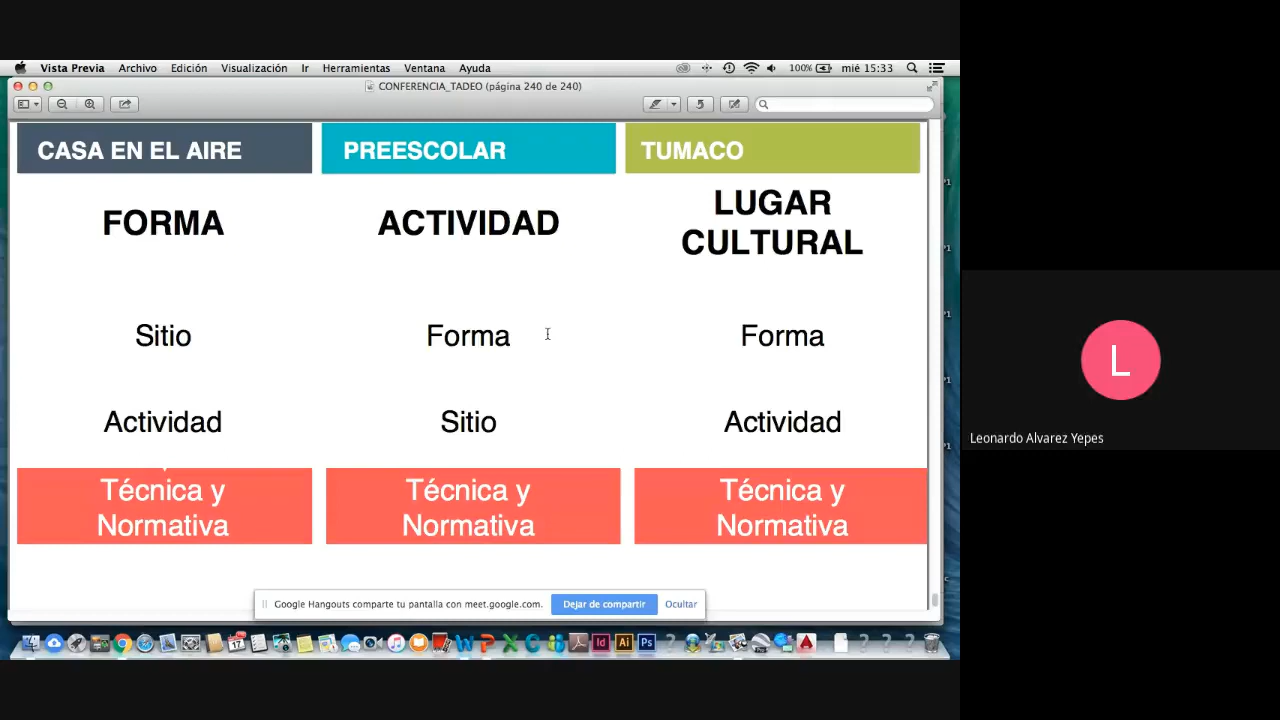 Vista Previa Archivo Edición Visualización Ir Herramientas Ventana Ayuda 100% mié 15:33
CONFERENCIA_TADEO (página 240 de 240)
CASA EN EL AIRE PREESCOLAR TUMACO
FORMA ACTIVIDAD LUGAR
CULTURAL
Sitio Forma Forma
Actividad Sitio Actividad
Técnica y Técnica y Técnica y
Normativa Normativa Normativa
Google Hangouts comparte tu pantalla con meet.google.com. Dejar de compartir Ocultar
L
Leonardo Alvarez Yepes